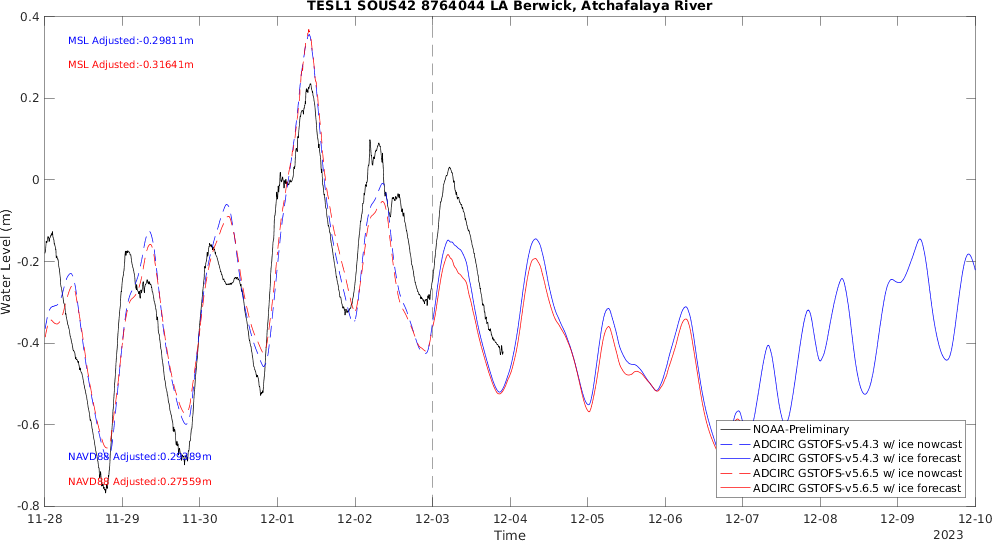 TESL1 SOUS42 8764044 LA Berwick, Atchafalaya River
Water Level (m)
0.4
0.2
0
-0.2
-0.4
-0.6
-0.8
MSL Adjusted:-0.29811m
MSL Adjusted:-0.31641m
NAVD88 Adjusted:0.29389m
NAVD88 Adjusted:0.27559m
NOAA-Preliminary
ADCIRC GSTOFS-v5.4.3 w/ ice nowcast
ADCIRC GSTOFS-v5.4.3 w/ ice forecast
ADCIRC GSTOFS-v5.6.5 w/ ice nowcast
ADCIRC GSTOFS-v5.6.5 w/ ice forecast
11-28 11-29 11-30 12-01 12-02 12-03 12-04 12-05 12-06 12-07 12-08 12-09 12-10
Time
2023